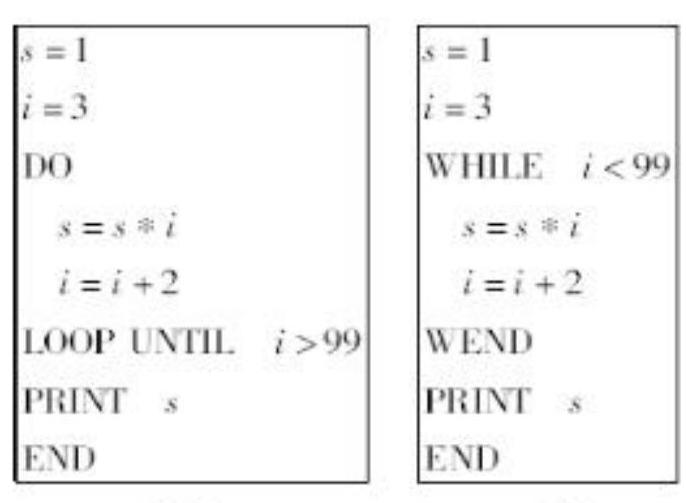 s = 1
i = 3
DO
s = s * i
i = i + 2
LOOP UNTIL i > 99
PRINT s
END
s = 1
i = 3
WHILE i < 99
s = s * i
i = i + 2
WEND
PRINT s
END